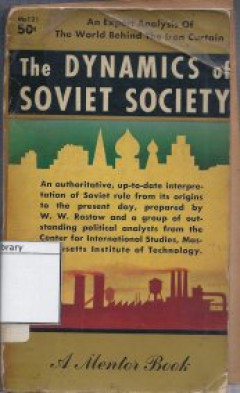 An Expert Analysis Of
50¢
The World Behind The Iron Curtain
The DYNAMICS of
SOVIET SOCIETY
An authoritative, up-to-date interpre-
tation of Soviet rule from its origins
to the present day, prepared by
W. W. Rostow and a group of out-
standing political analysts from the
Center for International Studies, Mas-
sachusetts Institute of Technology.
A Mentor Book